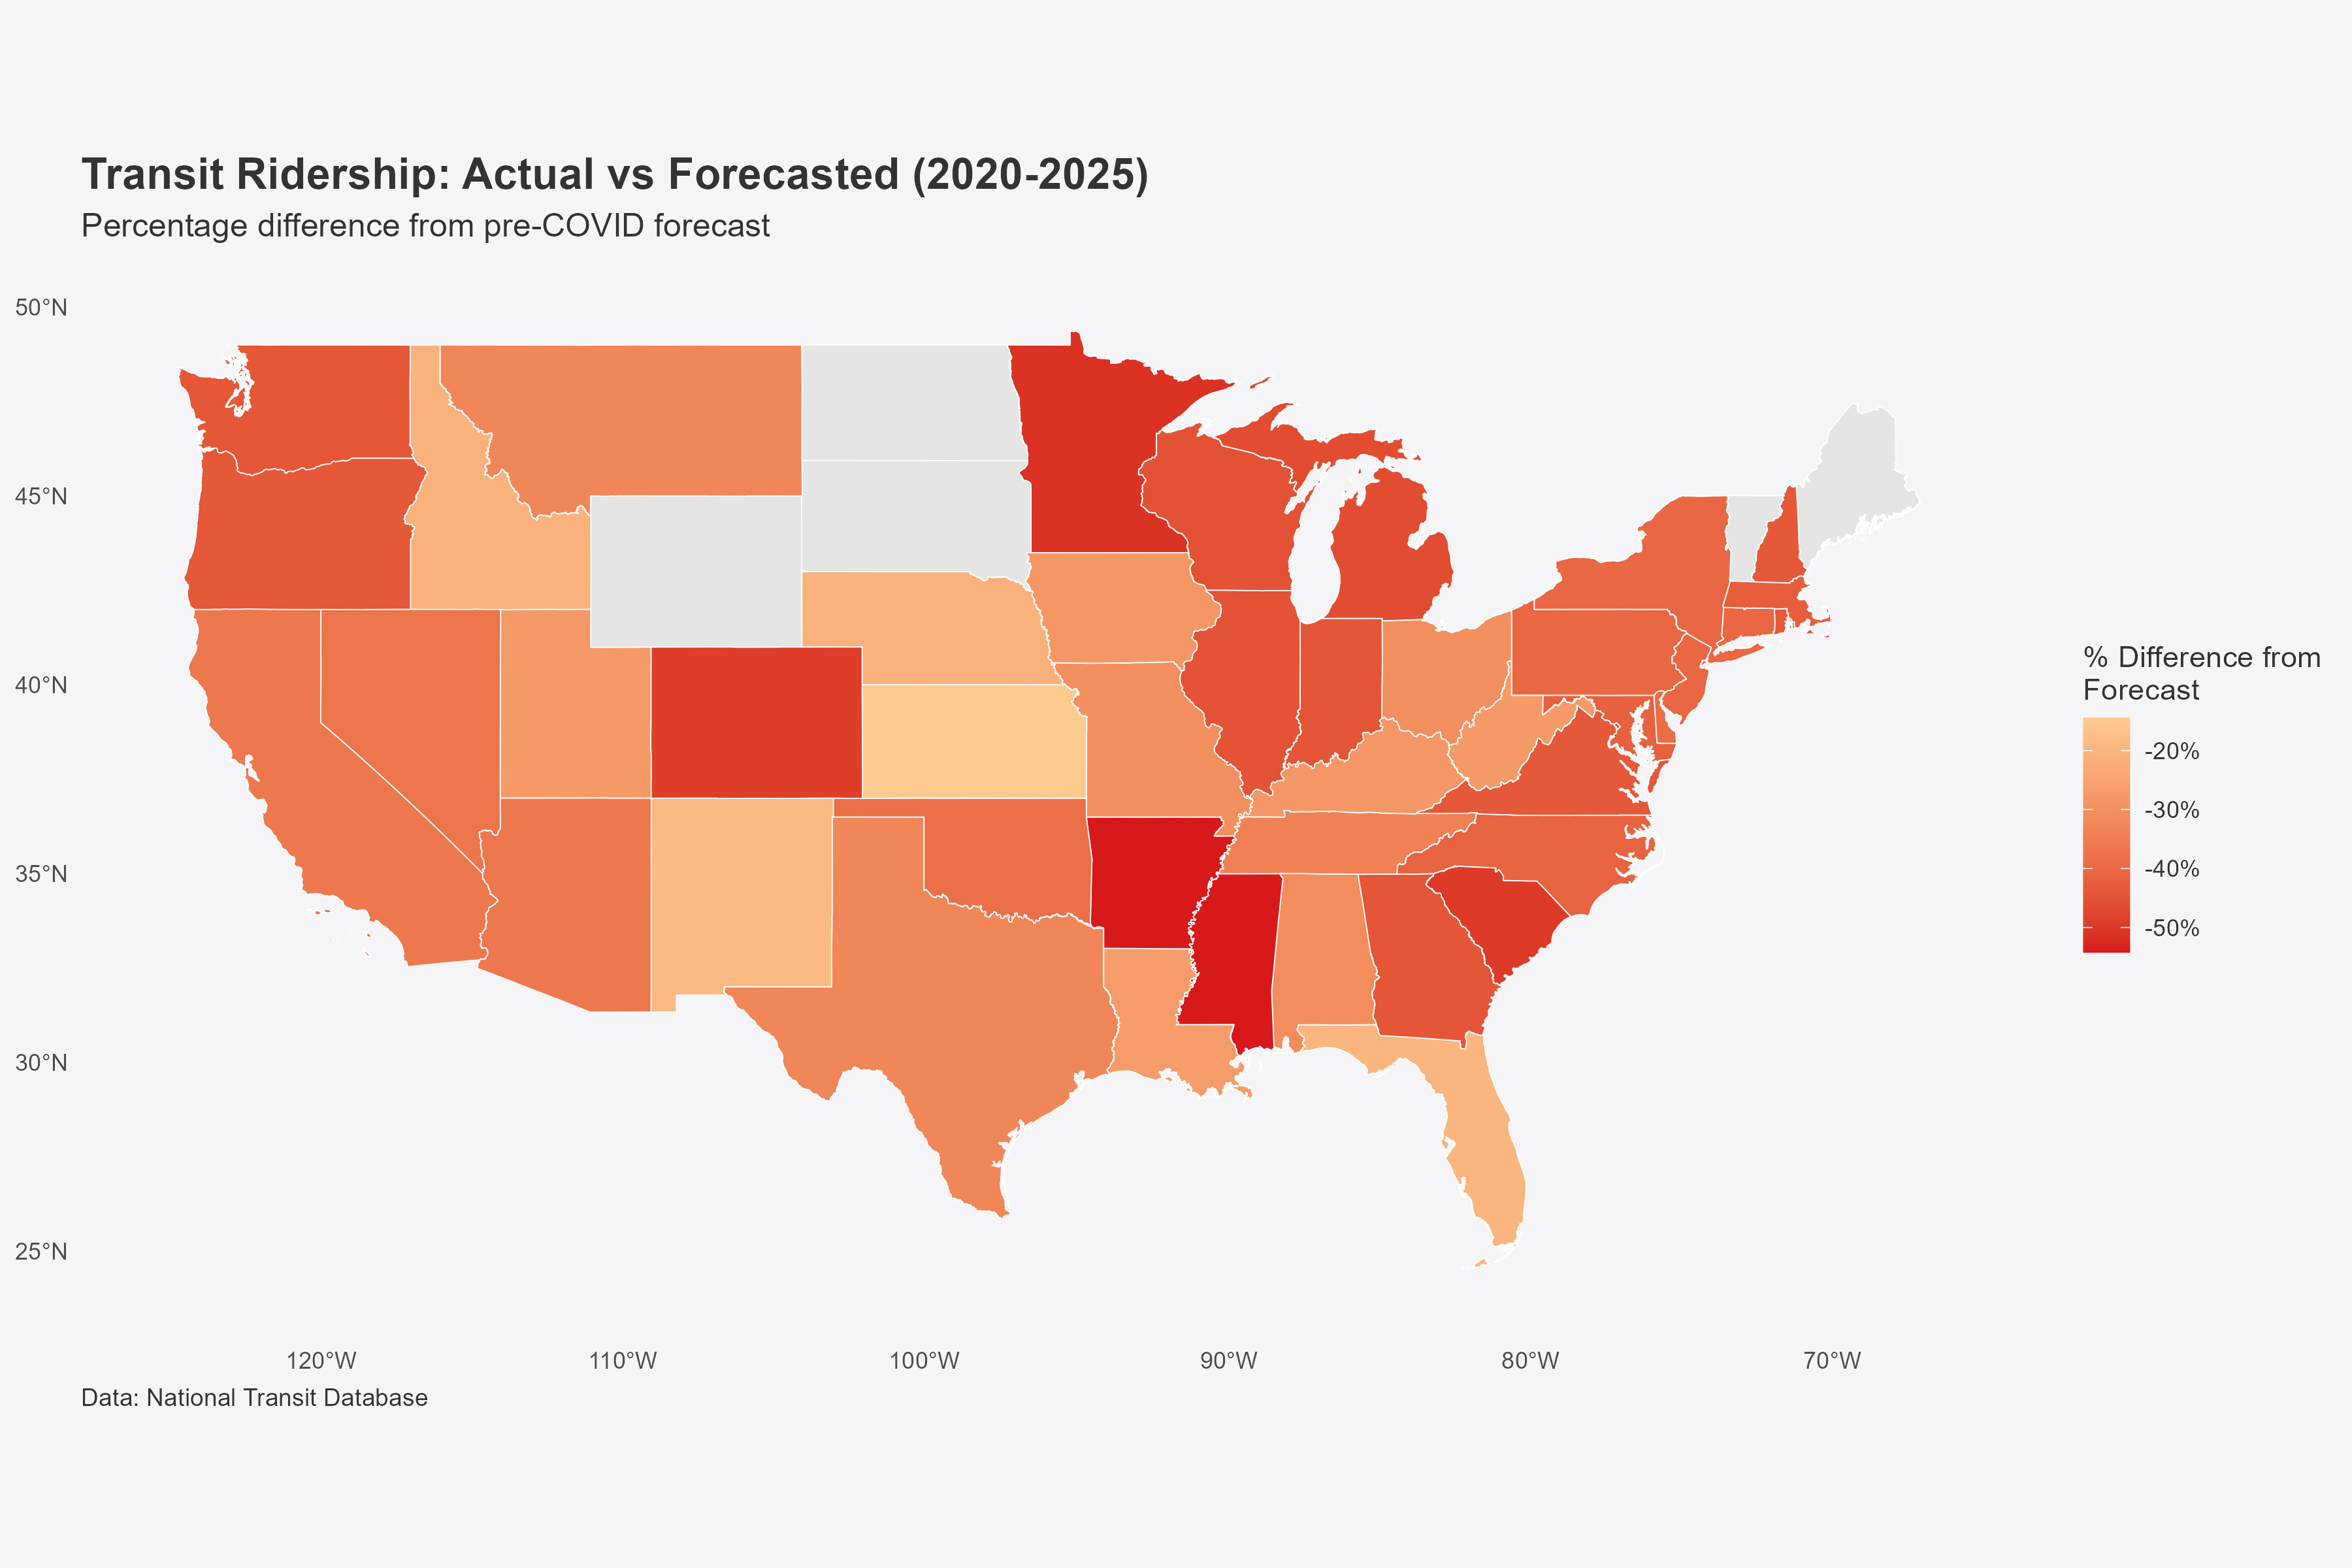 Transit Ridership: Actual vs Forecasted (2020-2025)
Percentage difference from pre-COVID forecast
50°N
45°N
40°N
35°N
30°N
25°N
120°W
110°W
100°W
90°W
80°W
70°W
% Difference from
Forecast
-20%
-30%
-40%
-50%
Data: National Transit Database